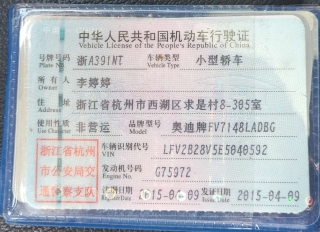 中华人民共和国机动车行驶证
Vehicle License of the People's Republic of China
号牌号码 浙A391NT 车辆类型 小型轿车
Plate No. Vehicle Type
所有人 李婷婷
Owner
住址 浙江省杭州市西湖区求是村8-305室
Address
使用性质 非营运 品牌型号 奥迪牌FV7148LADBG
Use Character Model
浙江省杭州 车辆识别代号 LFV2B28V5E5040592
VIN
市公安局交 发动机号码 G75972
Engine No.
通警察支队 注册日期 2015-04-09 发证日期 2015-04-09
Register Date Issue Date